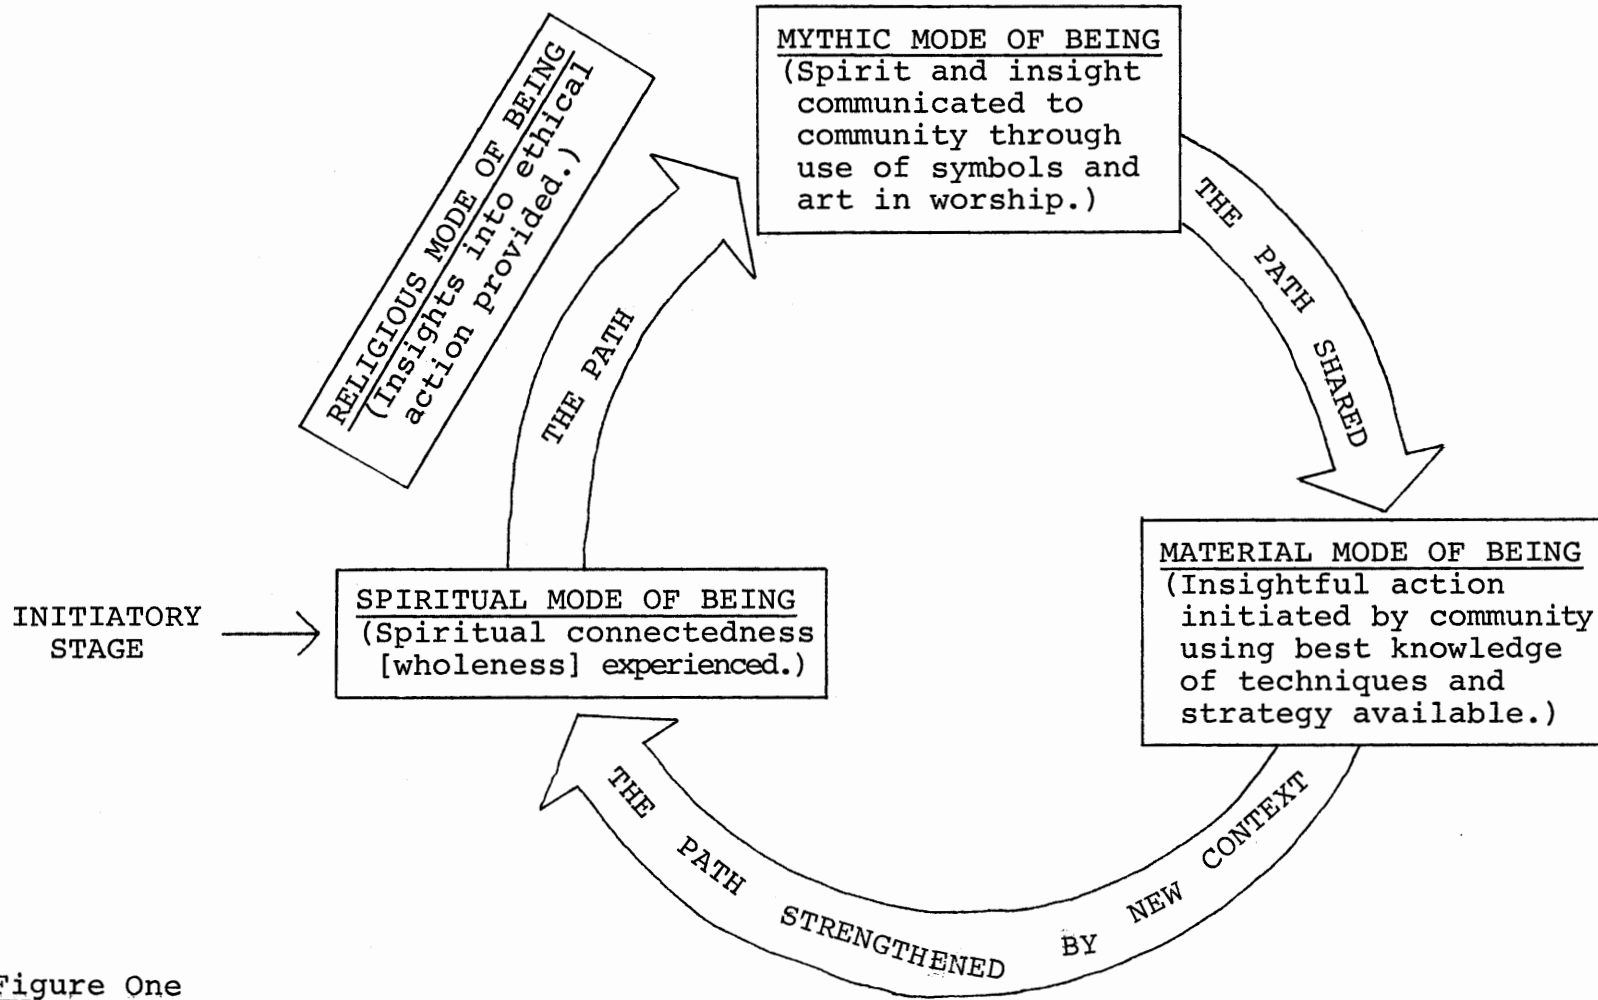 MYTHIC MODE OF BEING
(Spirit and insight
communicated to
community through
use of symbols and
art in worship.)
RELIGIOUS MODE OF BEING
(Insights into ethical
action provided.)
THE PATH
THE PATH SHARED
INITIATORY
STAGE
SPIRITUAL MODE OF BEING
(Spiritual connectedness
[wholeness] experienced.)
MATERIAL MODE OF BEING
(Insightful action
initiated by community
using best knowledge
of techniques and
strategy available.)
THE PATH STRENGTHENED BY NEW CONTEXT
Figure One